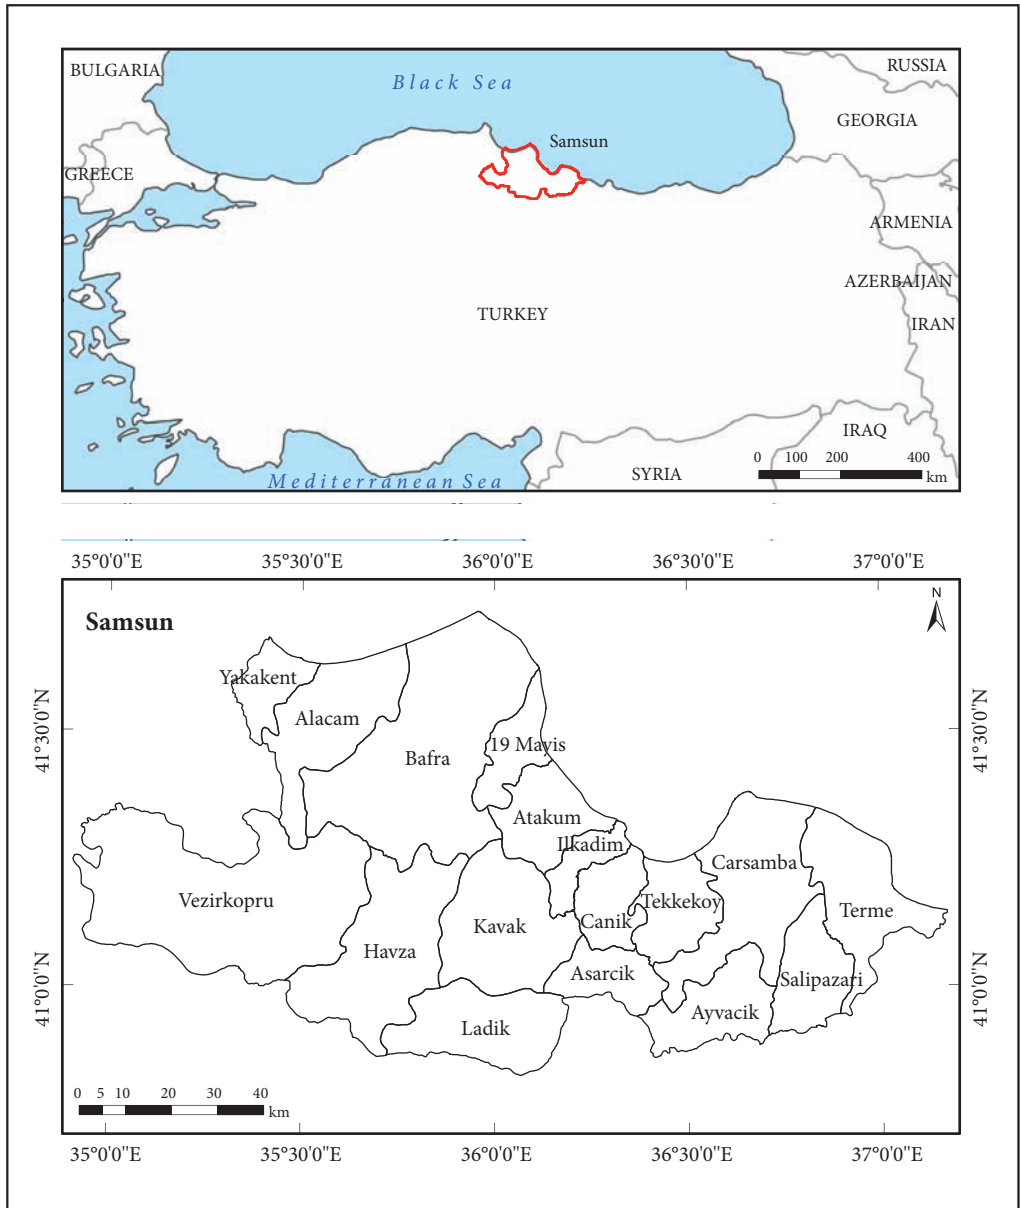 BULGARIA
Black Sea
RUSSIA
GEORGIA
Samsun
GREECE
ARMENIA
AZERBAIJAN
TURKEY
IRAN
IRAQ
SYRIA
0 100 200 400
km
Mediterranean Sea
35°0'0"E 35°30'0"E 36°0'0"E 36°30'0"E 37°0'0"E
N
Samsun
Yakakent
41°30'0"N
41°30'0"N
Alacam
19 Mayis
Bafra
Atakum
Ilkadim
Carsamba
Vezirkopru
Tekkekoy
Terme
Canik
Kavak
Havza
Asarcik
Salipazari
41°0'0"N
41°0'0"N
Ayvacik
Ladik
0 5 10 20 30 40
km
35°0'0"E 35°30'0"E 36°0'0"E 36°30'0"E 37°0'0"E